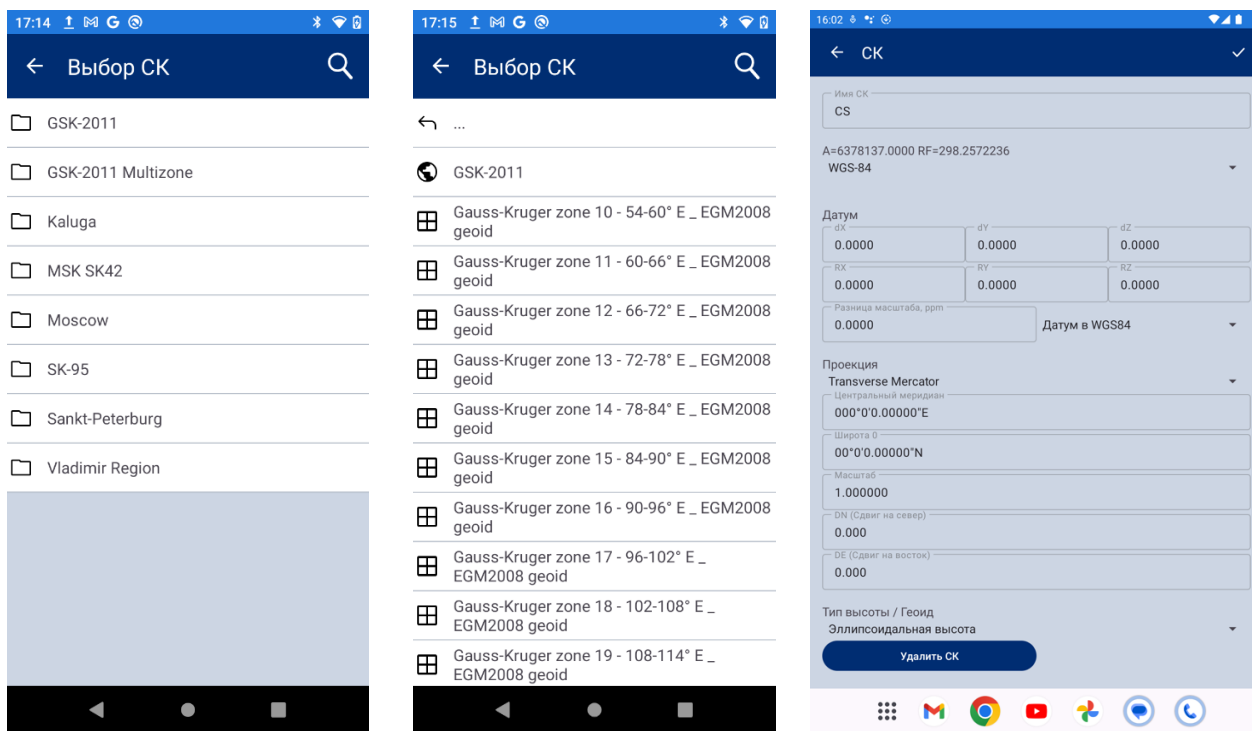 17:14
Выбор СК
GSK-2011
GSK-2011 Multizone
Kaluga
MSK SK42
Moscow
SK-95
Sankt-Peterburg
Vladimir Region
17:15
Выбор СК
...
GSK-2011
Gauss-Kruger zone 10 - 54-60° E _ EGM2008
geoid
Gauss-Kruger zone 11 - 60-66° E _ EGM2008
geoid
Gauss-Kruger zone 12 - 66-72° E _ EGM2008
geoid
Gauss-Kruger zone 13 - 72-78° E _ EGM2008
geoid
Gauss-Kruger zone 14 - 78-84° E _ EGM2008
geoid
Gauss-Kruger zone 15 - 84-90° E _ EGM2008
geoid
Gauss-Kruger zone 16 - 90-96° E _ EGM2008
geoid
Gauss-Kruger zone 17 - 96-102° E _
EGM2008 geoid
Gauss-Kruger zone 18 - 102-108° E _
EGM2008 geoid
Gauss-Kruger zone 19 - 108-114° E _
EGM2008 geoid
16:02
СК
Имя СК
CS
A=6378137.0000 RF=298.2572236
WGS-84
Датум
dX dY dZ
0.0000 0.0000 0.0000
RX RY RZ
0.0000 0.0000 0.0000
Разница масштаба, ppm
0.0000 Датум в WGS84
Проекция
Transverse Mercator
Центральный меридиан
000°0'0.00000"E
Широта 0
00°0'0.00000"N
Масштаб
1.000000
DN (Сдвиг на север)
0.000
DE (Сдвиг на восток)
0.000
Тип высоты / Геоид
Эллипсоидальная высота
Удалить СК